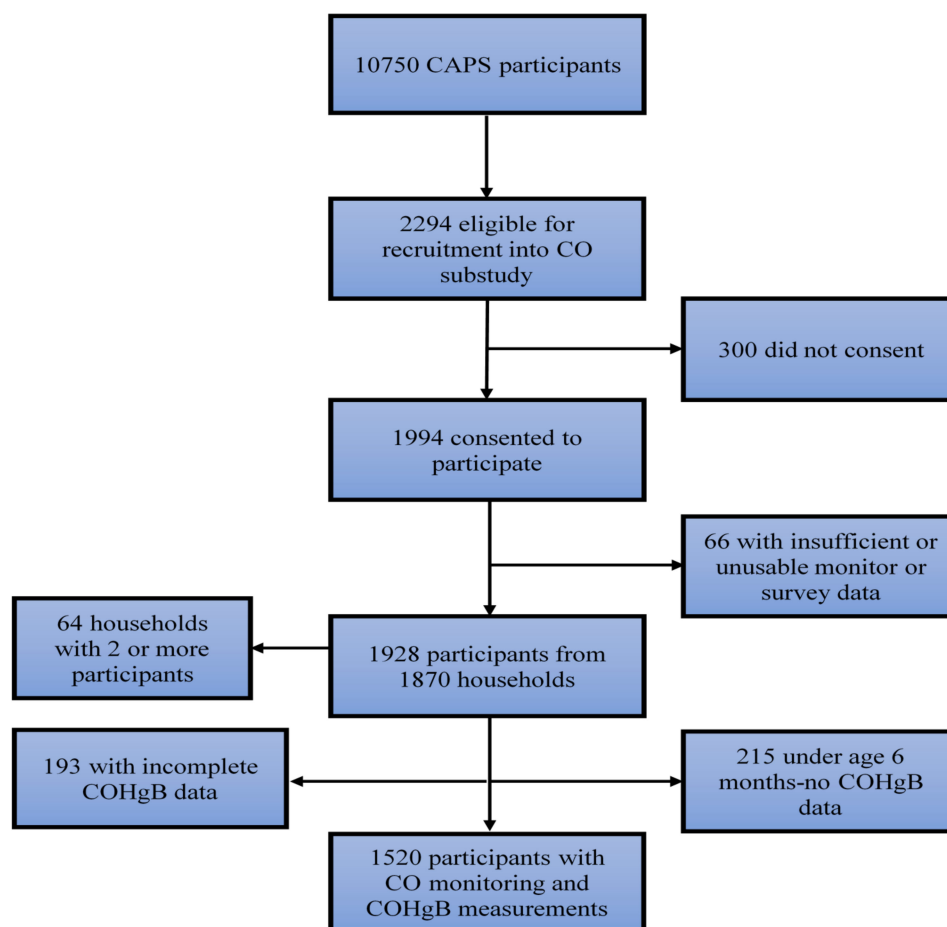 10750 CAPS participants
2294 eligible for
recruitment into CO
substudy
300 did not consent
1994 consented to
participate
66 with insufficient or
unusable monitor or
survey data
64 households
with 2 or more
participants
1928 participants from
1870 households
193 with incomplete
COHgB data
215 under age 6
months-no COHgB
data
1520 participants with
CO monitoring and
COHgB measurements